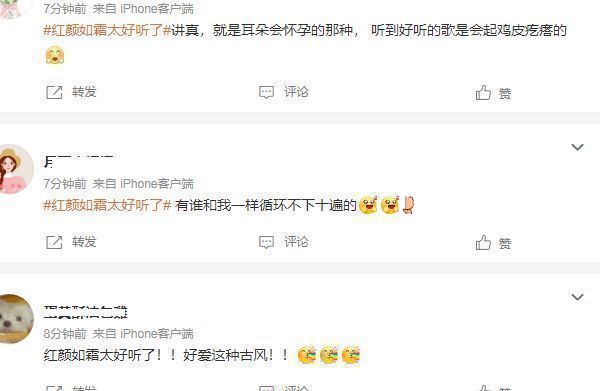 7分钟前 来自 iPhone客户端
#红颜如霜太好听了#讲真，就是耳朵会怀孕的那种， 听到好听的歌是会起鸡皮疙瘩的
转发 评论 赞
7分钟前 来自 iPhone客户端
#红颜如霜太好听了# 有谁和我一样循环不下十遍的
转发 评论 赞
8分钟前 来自 iPhone客户端
红颜如霜太好听了！！好爱这种古风！！